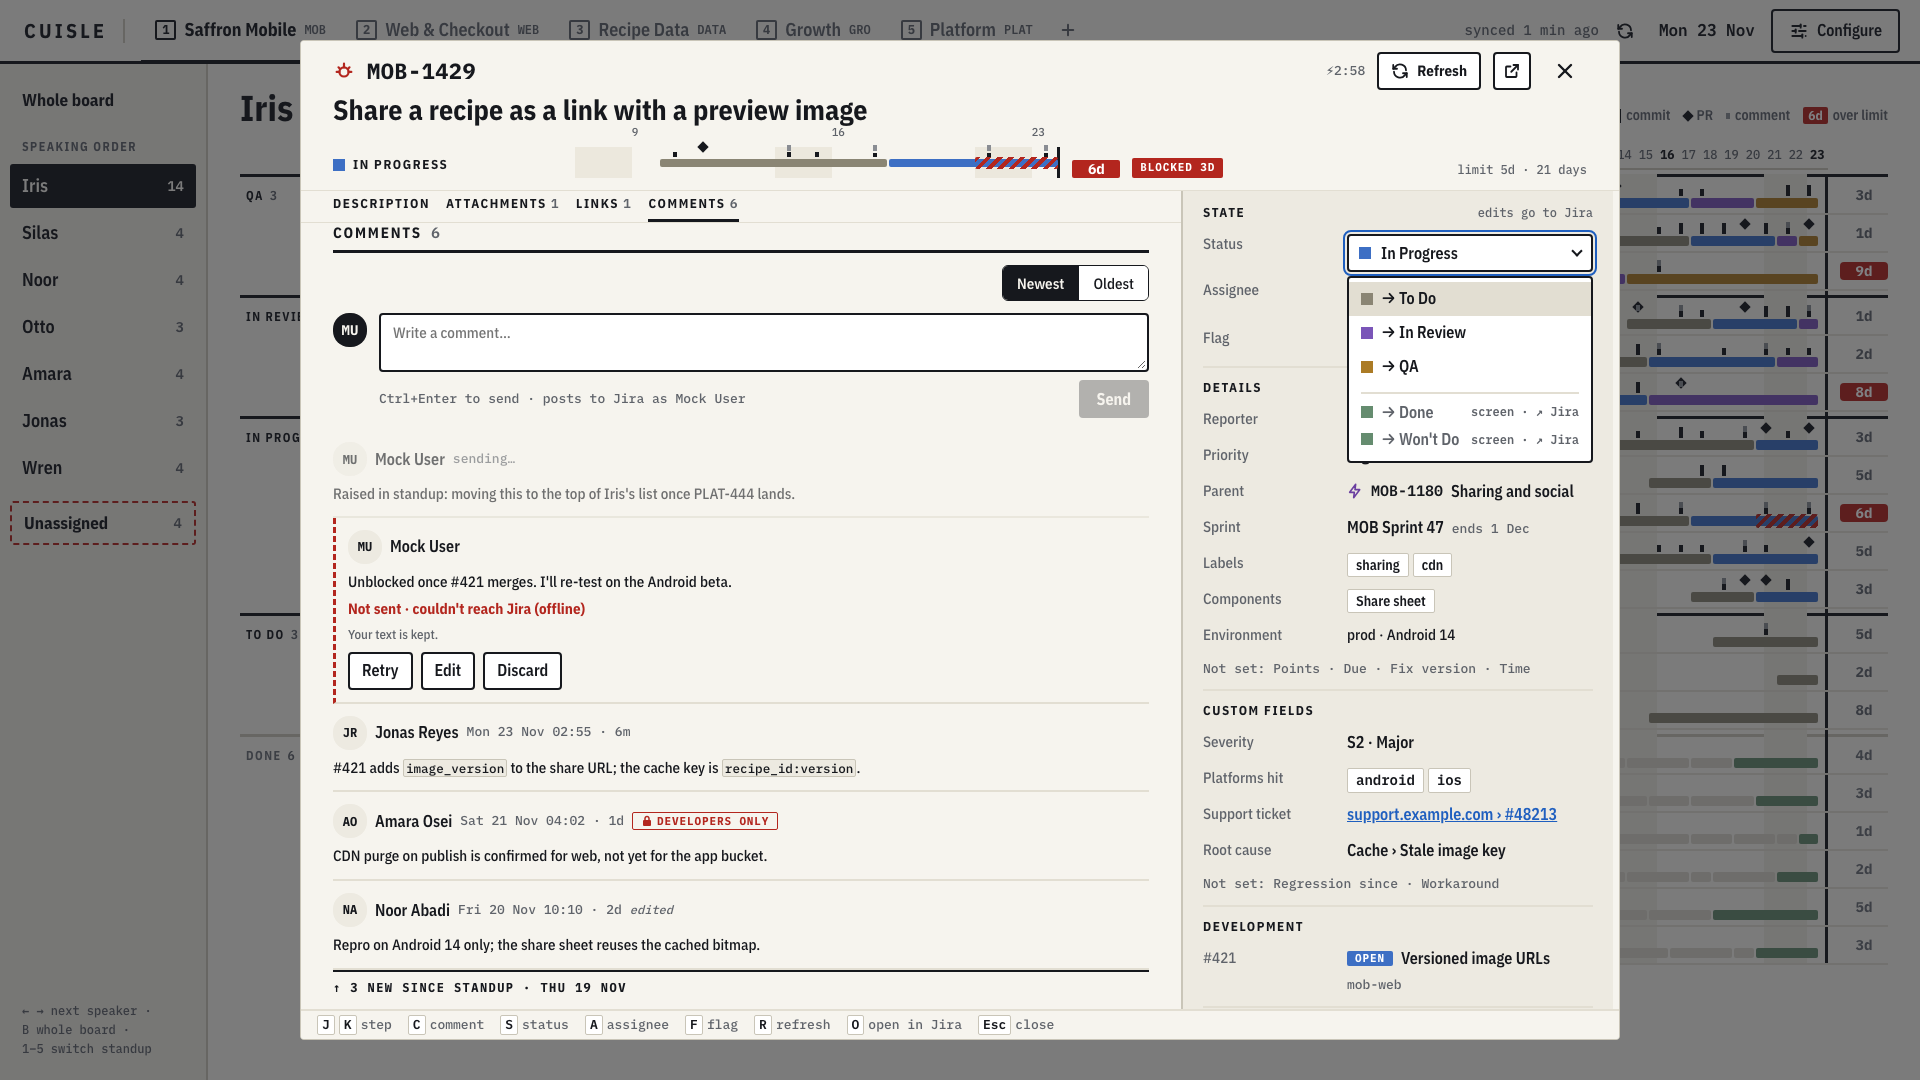 CUISLE
1 Saffron Mobile MOB
2 Web & Checkout WEB
3 Recipe Data DATA
4 Growth GRO
5 Platform PLAT
+
synced 1 min ago
Mon 23 Nov
Configure
Whole board
SPEAKING ORDER
Iris 14
Silas 4
Noor 4
Otto 3
Amara 4
Jonas 3
Wren 4
Unassigned 4
← → next speaker ·
B whole board ·
1–5 switch standup
Iris
commit PR comment 6d over limit
14 15 16 17 18 19 20 21 22 23
QA 3
3d
1d
9d
1d
2d
8d
IN PROG
3d
5d
6d
5d
3d
TO DO 3
5d
2d
8d
DONE 6
4d
3d
1d
2d
5d
3d
MOB-1429
⚡2:58
Refresh
Share a recipe as a link with a preview image
9 16 23
IN PROGRESS
6d
BLOCKED 3D
limit 5d · 21 days
DESCRIPTION ATTACHMENTS 1 LINKS 1 COMMENTS 6
COMMENTS 6
Newest Oldest
MU
Write a comment…
Ctrl+Enter to send · posts to Jira as Mock User
Send
MU Mock User sending…
Raised in standup: moving this to the top of Iris's list once PLAT-444 lands.
MU Mock User
Unblocked once #421 merges. I'll re-test on the Android beta.
Not sent · couldn't reach Jira (offline)
Your text is kept.
Retry Edit Discard
JR Jonas Reyes Mon 23 Nov 02:55 · 6m
#421 adds image_version to the share URL; the cache key is recipe_id:version.
AO Amara Osei Sat 21 Nov 04:02 · 1d DEVELOPERS ONLY
CDN purge on publish is confirmed for web, not yet for the app bucket.
NA Noor Abadi Fri 20 Nov 10:10 · 2d edited
Repro on Android 14 only; the share sheet reuses the cached bitmap.
↑ 3 NEW SINCE STANDUP · THU 19 NOV
STATE edits go to Jira
Status In Progress
→ To Do
→ In Review
→ QA
→ Done screen · ↗ Jira
→ Won't Do screen · ↗ Jira
Assignee
Flag
DETAILS
Reporter
Priority
Parent MOB-1180 Sharing and social
Sprint MOB Sprint 47 ends 1 Dec
Labels sharing cdn
Components Share sheet
Environment prod · Android 14
Not set: Points · Due · Fix version · Time
CUSTOM FIELDS
Severity S2 · Major
Platforms hit android ios
Support ticket support.example.com › #48213
Root cause Cache › Stale image key
Not set: Regression since · Workaround
DEVELOPMENT
#421 OPEN Versioned image URLs
mob-web
J K step C comment S status A assignee F flag R refresh O open in Jira Esc close